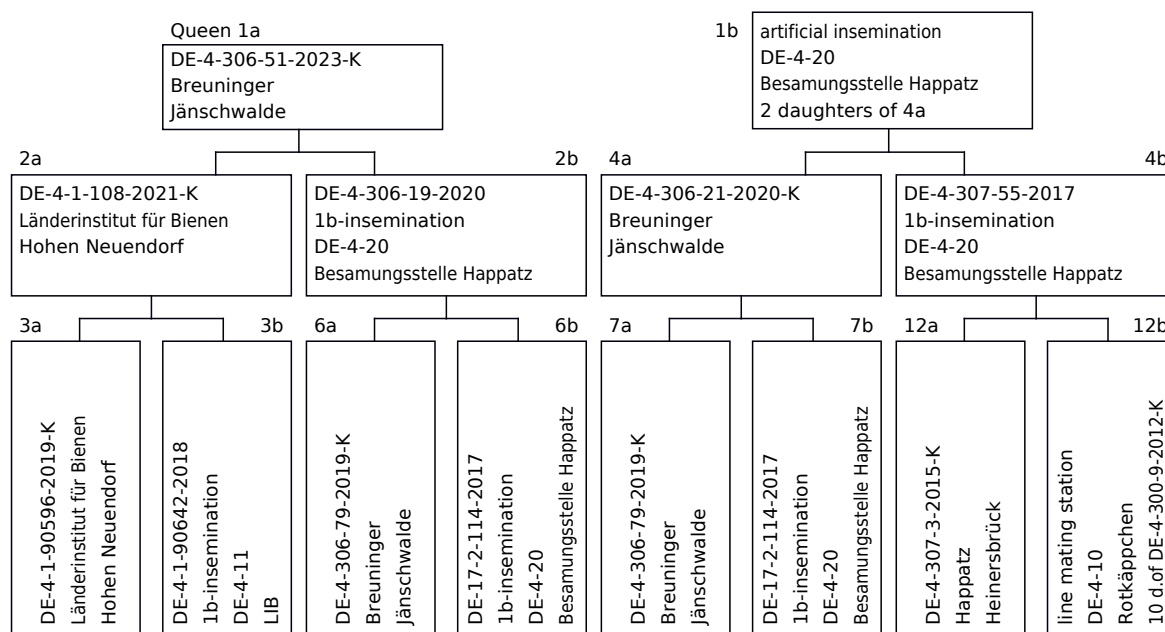 Queen 1a
DE-4-306-51-2023-K
Breuninger
Jänschwalde
1b
artificial insemination
DE-4-20
Besamungsstelle Happatz
2 daughters of 4a
2a
DE-4-1-108-2021-K
Länderinstitut für Bienen
Hohen Neuendorf
2b
DE-4-306-19-2020
1b-insemination
DE-4-20
Besamungsstelle Happatz
4a
DE-4-306-21-2020-K
Breuninger
Jänschwalde
4b
DE-4-307-55-2017
1b-insemination
DE-4-20
Besamungsstelle Happatz
3a
DE-4-1-90596-2019-K
Länderinstitut für Bienen
Hohen Neuendorf
3b
DE-4-1-90642-2018
1b-insemination
DE-4-11
LIB
6a
DE-4-306-79-2019-K
Breuninger
Jänschwalde
6b
DE-17-2-114-2017
1b-insemination
DE-4-20
Besamungsstelle Happatz
7a
DE-4-306-79-2019-K
Breuninger
Jänschwalde
7b
DE-17-2-114-2017
1b-insemination
DE-4-20
Besamungsstelle Happatz
12a
DE-4-307-3-2015-K
Happatz
Heinersbrück
12b
line mating station
DE-4-10
Rotkäppchen
10 d.of DE-4-300-9-2012-K